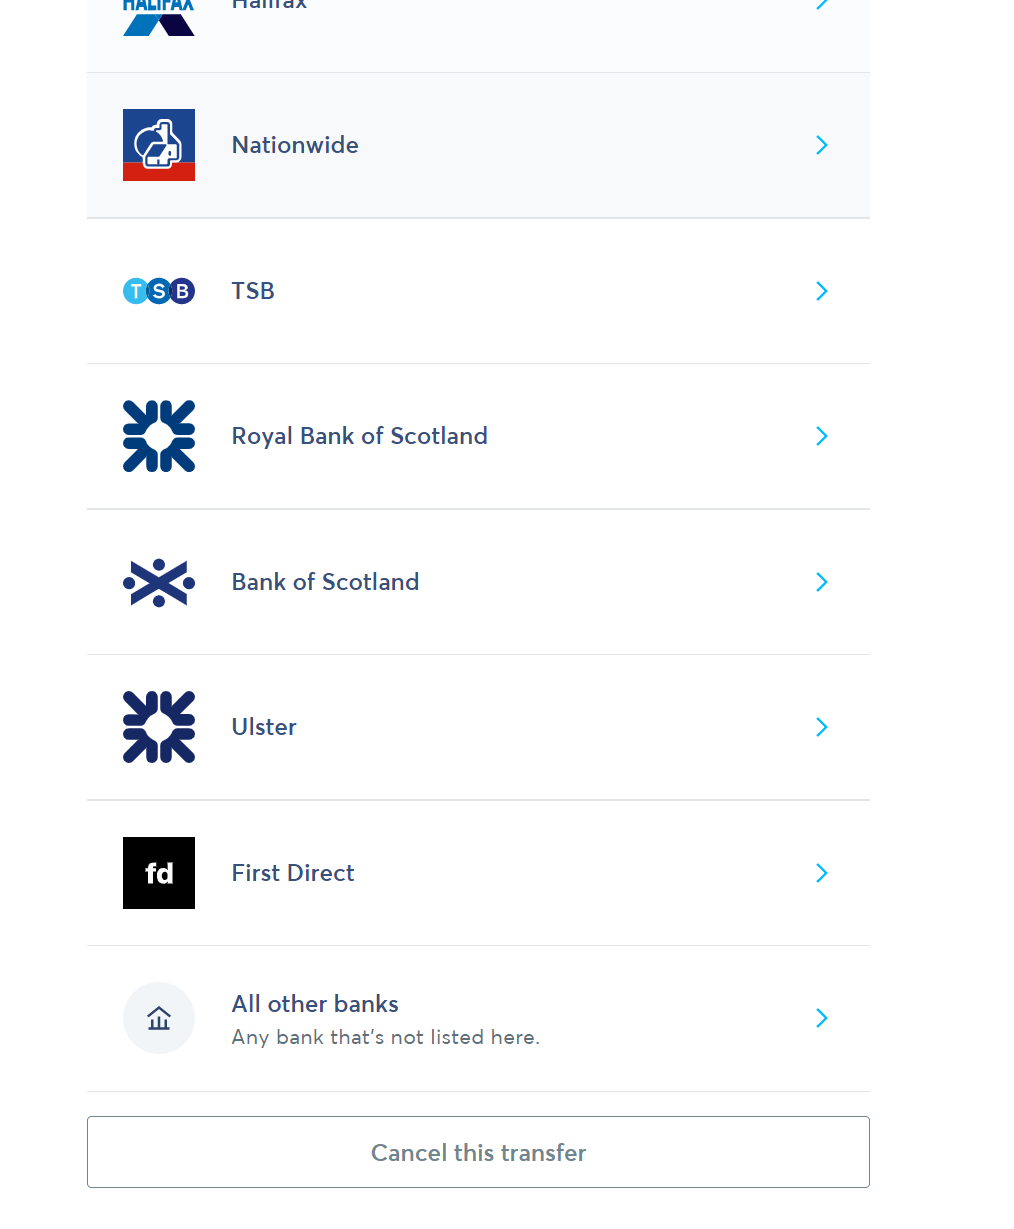 HALIFAX
Halifax
Nationwide
TSB
TSB
Royal Bank of Scotland
Bank of Scotland
Ulster
fd
First Direct
All other banks
Any bank that's not listed here.
Cancel this transfer